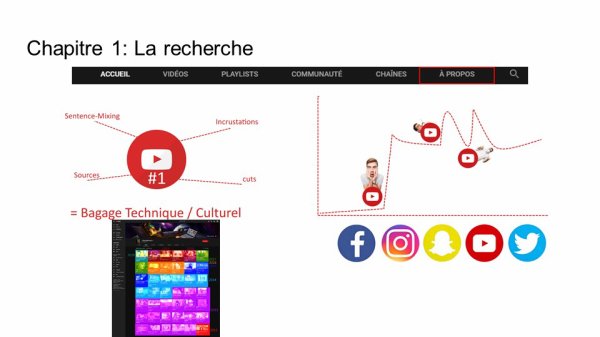 Chapitre 1: La recherche
ACCUEIL VIDÉOS PLAYLISTS COMMUNAUTÉ CHAÎNES À PROPOS
Sentence-Mixing
Incrustations
#1
Sources
cuts
= Bagage Technique / Culturel